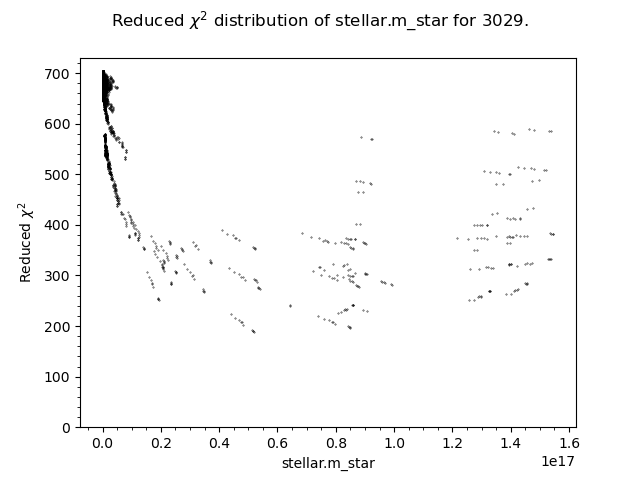 Reduced χ² distribution of stellar.m_star for 3029.
700
600
500
400
300
200
100
0
Reduced χ²
0.0 0.2 0.4 0.6 0.8 1.0 1.2 1.4 1.6
1e17
stellar.m_star